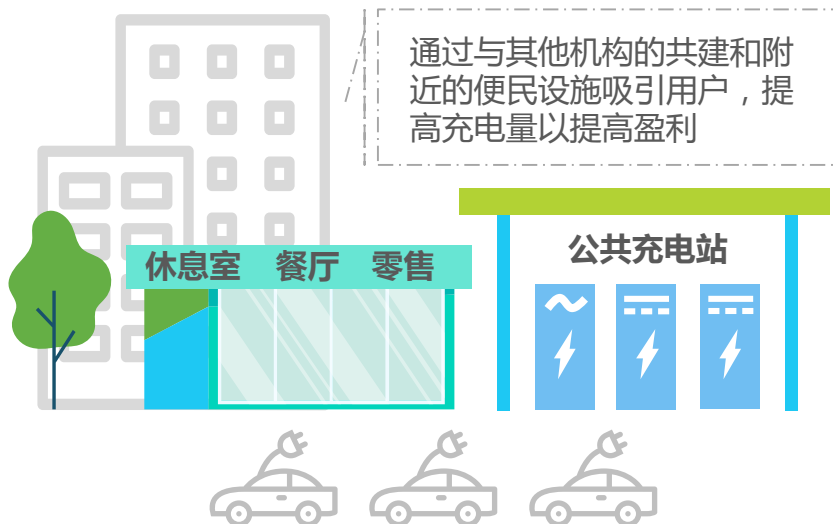 通过与其他机构的共建和附
近的便民设施吸引用户，提
高充电量以提高盈利
公共充电站
休息室 餐厅 零售